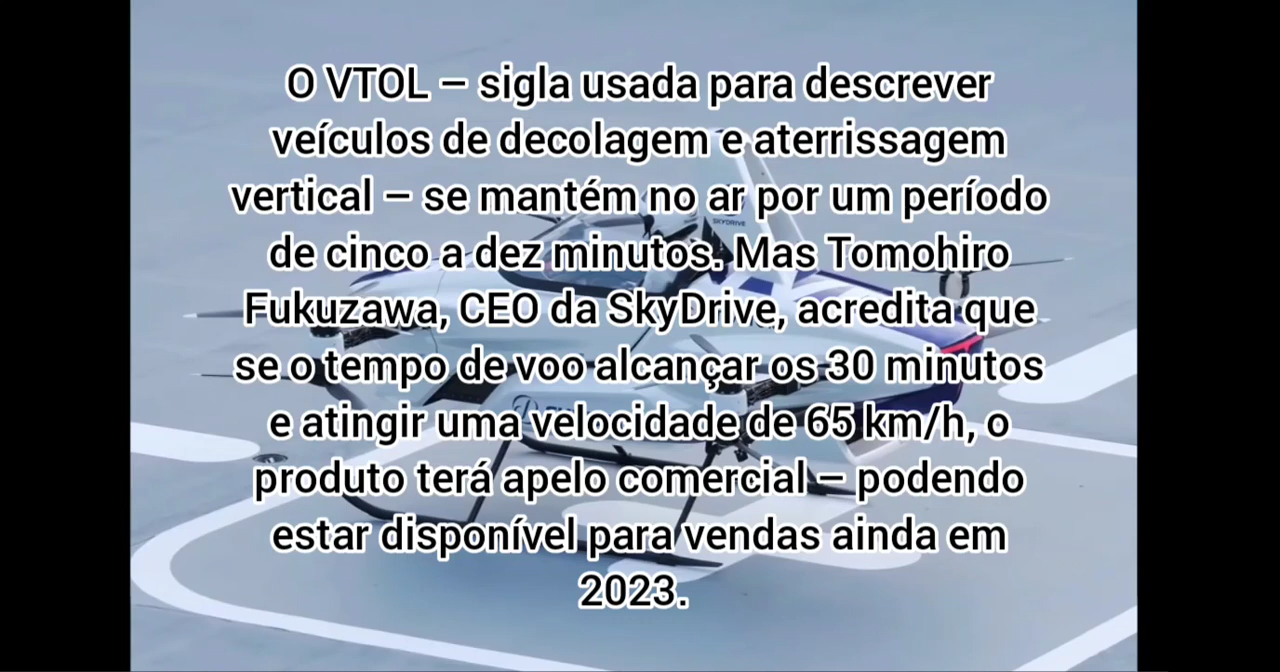 O VTOL – sigla usada para descrever
veículos de decolagem e aterrissagem
vertical – se mantém no ar por um período
de cinco a dez minutos. Mas Tomohiro
Fukuzawa, CEO da SkyDrive, acredita que
se o tempo de voo alcançar os 30 minutos
e atingir uma velocidade de 65 km/h, o
produto terá apelo comercial – podendo
estar disponível para vendas ainda em
2023.
SKYDRIVE